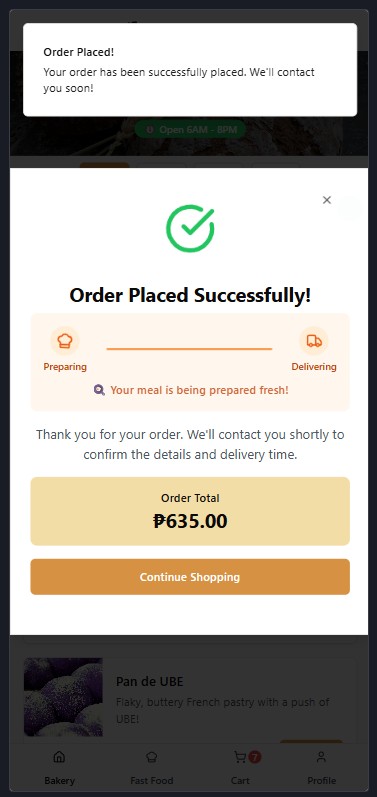 Order Placed!
Your order has been successfully placed. We'll contact
you soon!
Open 6AM - 8PM
Order Placed Successfully!
Preparing
Delivering
Your meal is being prepared fresh!
Thank you for your order. We'll contact you shortly to
confirm the details and delivery time.
Order Total
₱635.00
Continue Shopping
Pan de UBE
Flaky, buttery French pastry with a push of
UBE!
7
Bakery
Fast Food
Cart
Profile